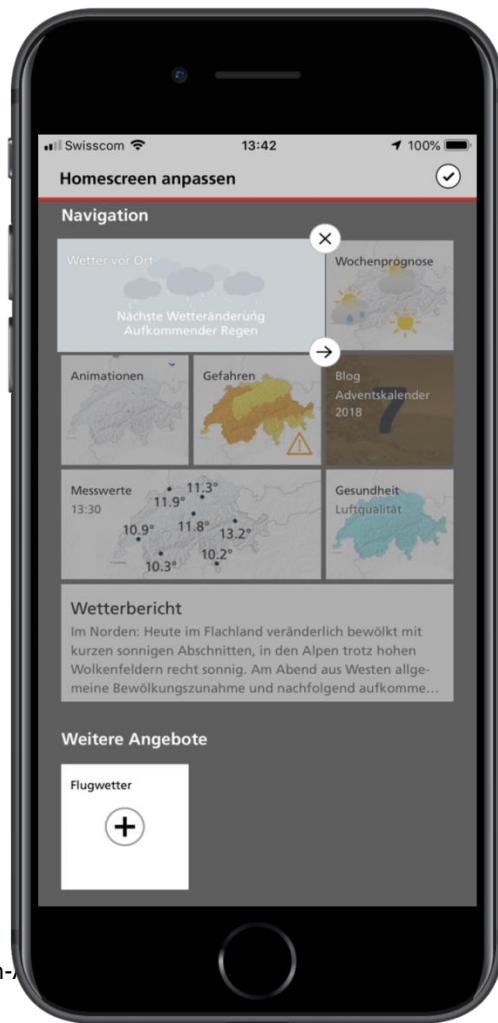 Swisscom
13:42
100%
Homescreen anpassen
Navigation
Wetter vor Ort
Nächste Wetteränderung
Aufkommender Regen
Wochenprognose
Animationen
Gefahren
Blog
Adventskalender
2018
7
Messwerte
13:30
11.3°
11.9°
10.9°
11.8°
13.2°
10.2°
10.3°
Gesundheit
Luftqualität
Wetterbericht
Im Norden: Heute im Flachland veränderlich bewölkt mit
kurzen sonnigen Abschnitten, in den Alpen trotz hohen
Wolkenfeldern recht sonnig. Am Abend aus Westen allge-
meine Bewölkungszunahme und nachfolgend aufkomme…
Weitere Angebote
Flugwetter